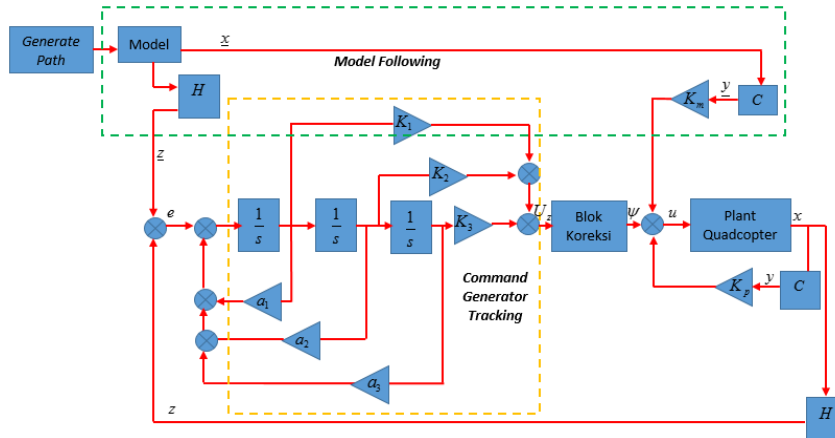 Generate
Path
Model
x
Model Following
H
K_m
y
C
K_1
z
K_2
e
1/s
1/s
1/s
K_3
U_z
Blok
Koreksi
ψ
u
Plant
Quadcopter
x
Command
Generator
Tracking
a_1
K_p
y
C
a_2
a_3
z
H